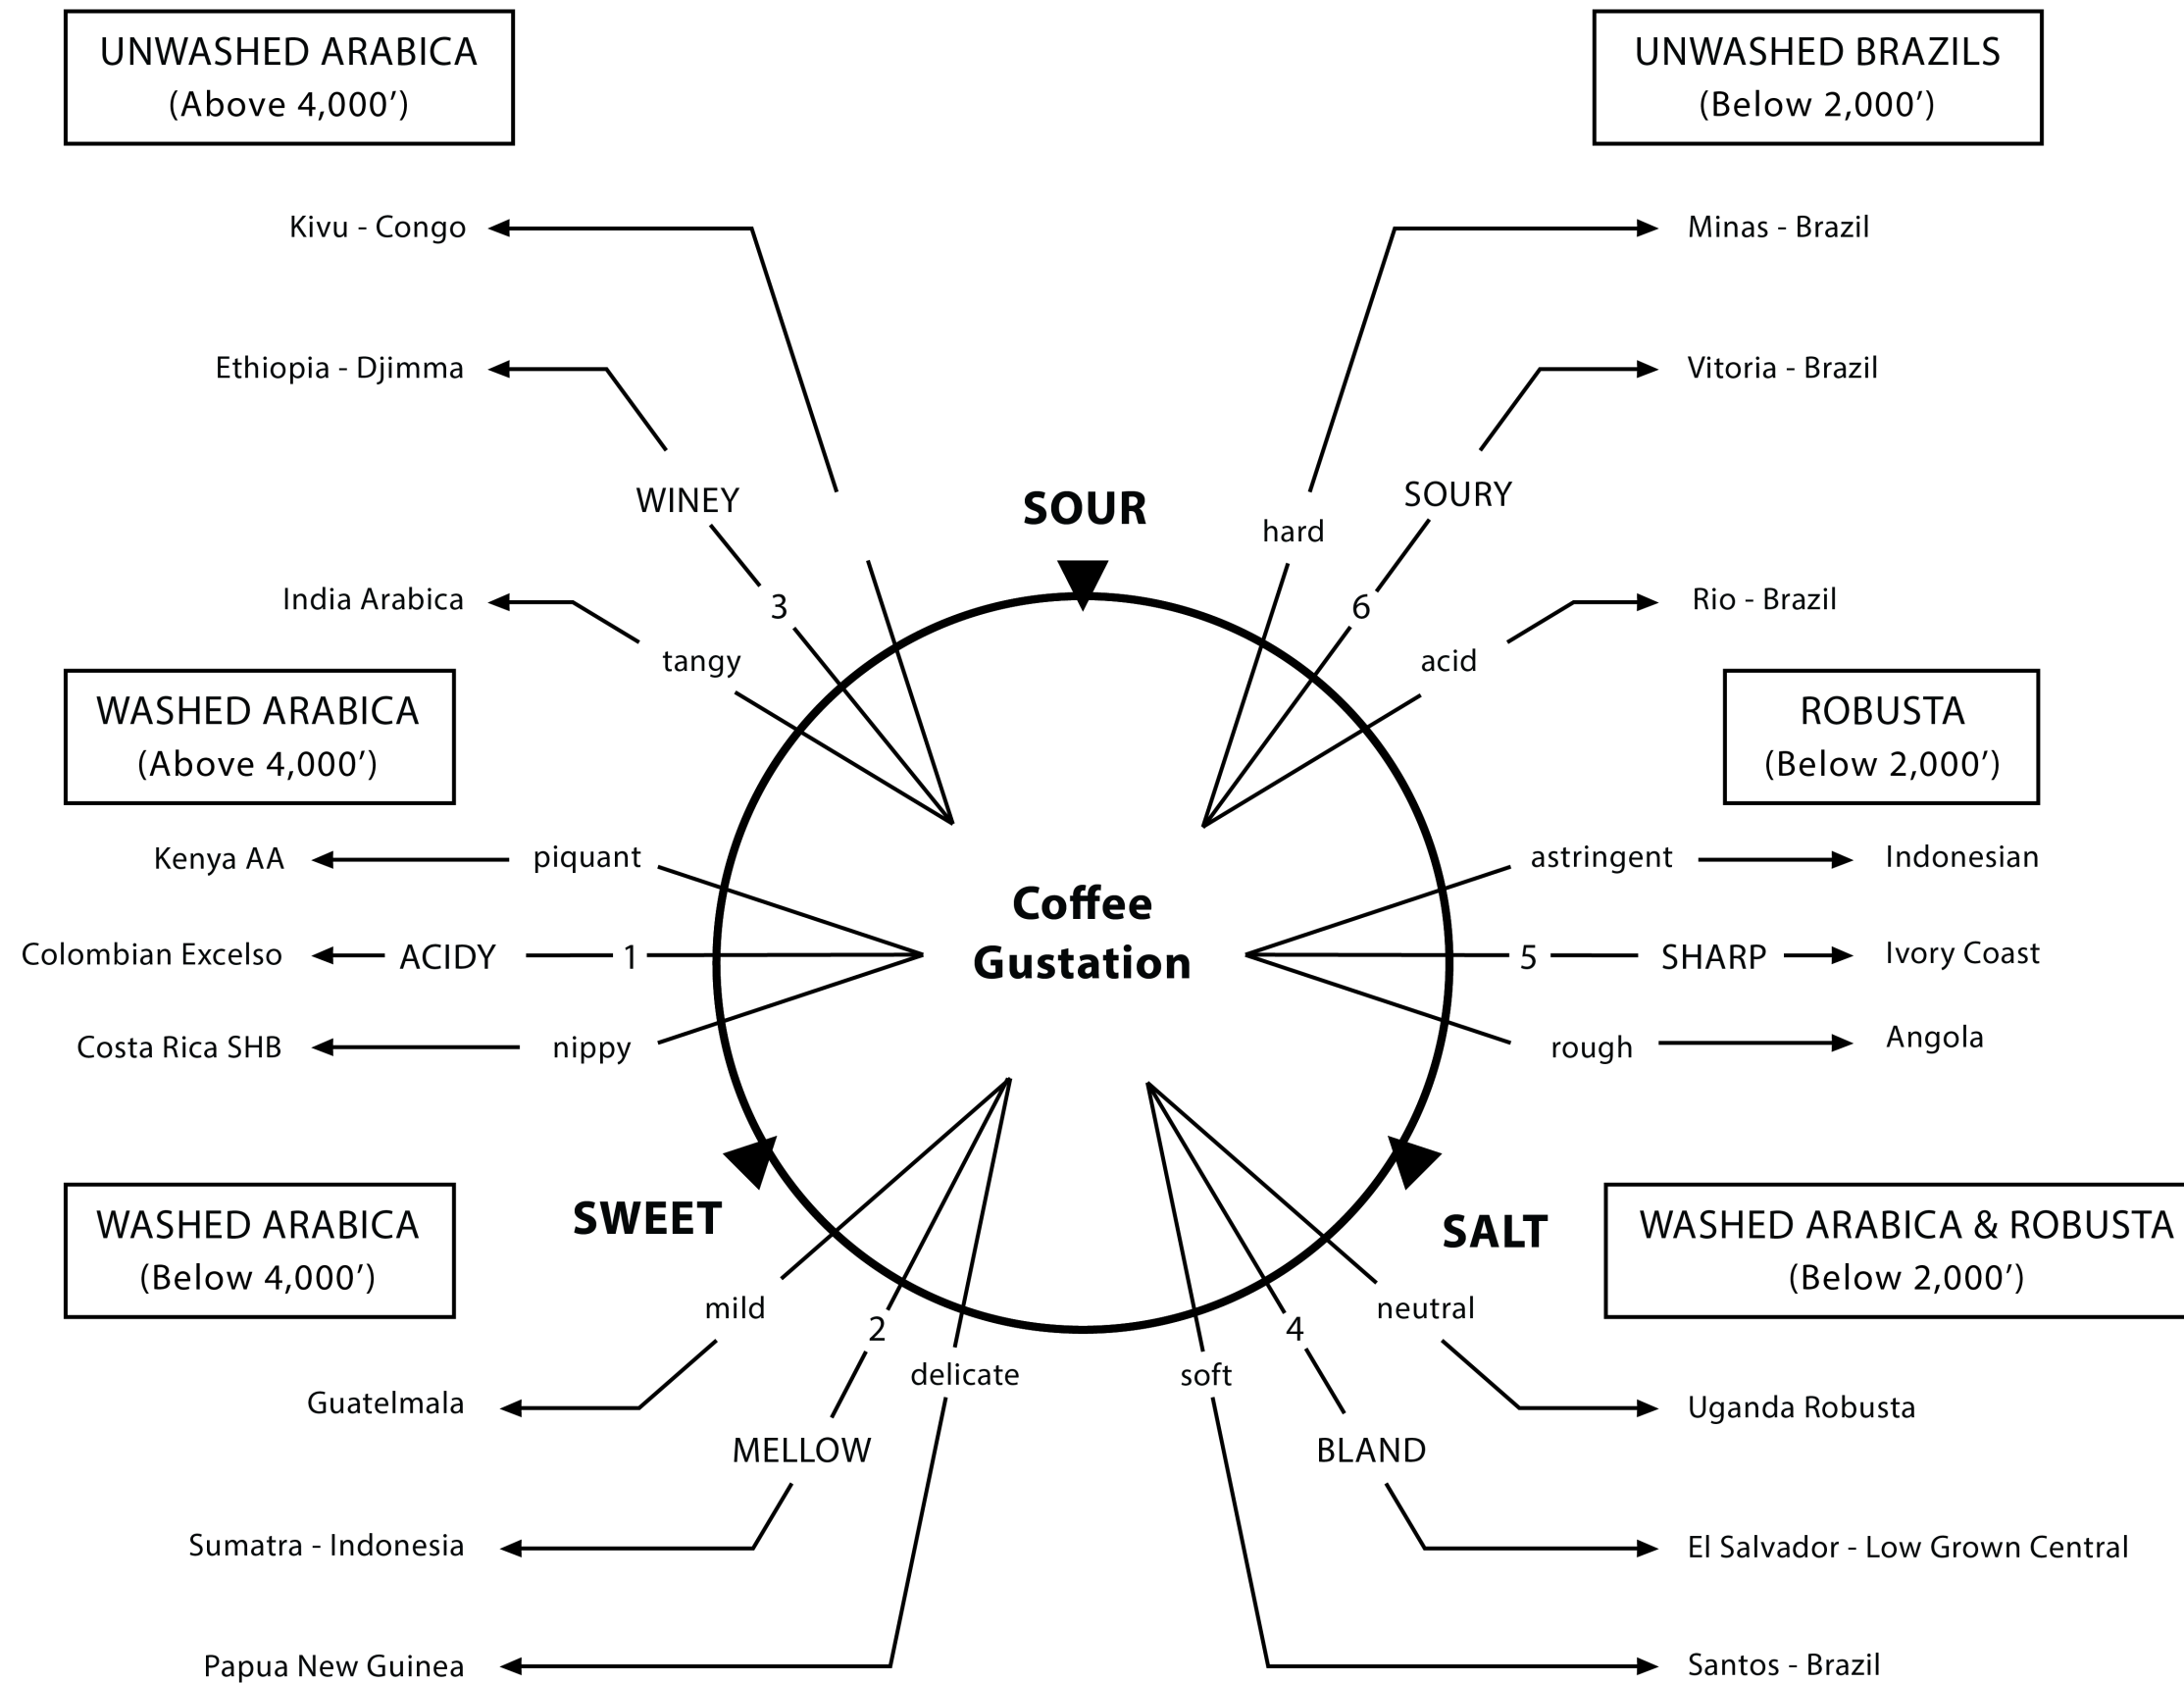 UNWASHED ARABICA
(Above 4,000’)
UNWASHED BRAZILS
(Below 2,000’)
Kivu - Congo
Minas - Brazil
Ethiopia - Djimma
Vitoria - Brazil
WINEY
SOUR
hard
SOURY
India Arabica
3
6
Rio - Brazil
tangy
acid
WASHED ARABICA
(Above 4,000’)
ROBUSTA
(Below 2,000’)
Kenya AA
piquant
astringent
Indonesian
Coffee
Gustation
Colombian Excelso
ACIDY
1
5
SHARP
Ivory Coast
Costa Rica SHB
nippy
rough
Angola
WASHED ARABICA
(Below 4,000’)
SWEET
SALT
WASHED ARABICA & ROBUSTA
(Below 2,000’)
mild
2
4
neutral
delicate
soft
Guatelmala
Uganda Robusta
MELLOW
BLAND
Sumatra - Indonesia
El Salvador - Low Grown Central
Papua New Guinea
Santos - Brazil